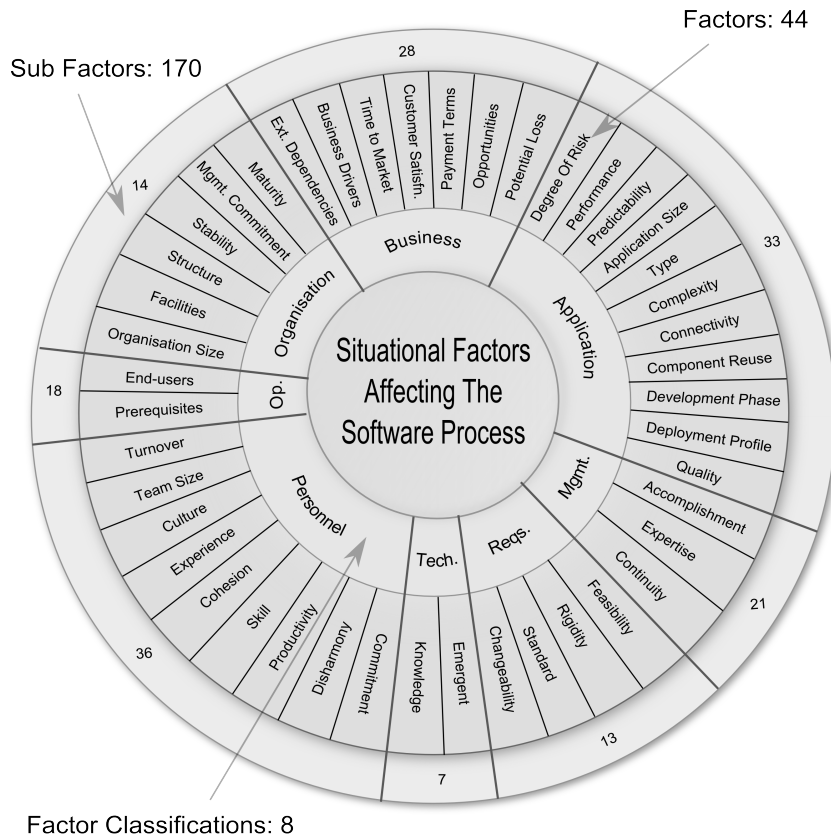 Factors: 44
Sub Factors: 170
28
14
33
18
21
36
13
7
Situational Factors
Affecting The
Software Process
Business
Application
Mgmt.
Reqs.
Tech.
Personnel
Op.
Organisation
Ext. Dependencies
Business Drivers
Time to Market
Customer Satisfn.
Payment Terms
Opportunities
Potential Loss
Degree Of Risk
Performance
Predictability
Application Size
Type
Complexity
Connectivity
Component Reuse
Development Phase
Deployment Profile
Quality
Accomplishment
Expertise
Continuity
Feasibility
Rigidity
Standard
Changeability
Emergent
Knowledge
Commitment
Disharmony
Productivity
Skill
Cohesion
Experience
Culture
Team Size
Turnover
Prerequisites
End-users
Organisation Size
Facilities
Structure
Stability
Mgmt. Commitment
Maturity
Factor Classifications: 8